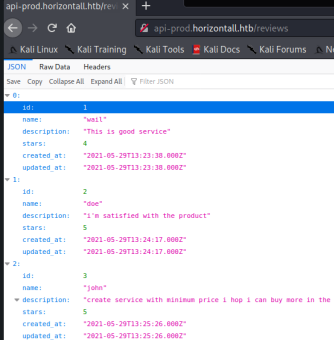 api-prod.horizontall.htb/revi
api-prod.horizontall.htb/reviews
Kali Linux Kali Training Kali Tools Kali Docs Kali Forums N
JSON Raw Data Headers
Save Copy Collapse All Expand All Filter JSON
0:
id: 1
name: "wail"
description: "This is good service"
stars: 4
created_at: "2021-05-29T13:23:38.000Z"
updated_at: "2021-05-29T13:23:38.000Z"
1:
id: 2
name: "doe"
description: "i'm satisfied with the product"
stars: 5
created_at: "2021-05-29T13:24:17.000Z"
updated_at: "2021-05-29T13:24:17.000Z"
2:
id: 3
name: "john"
description: "create service with minimum price i hop i can buy more in the
stars: 5
created_at: "2021-05-29T13:25:26.000Z"
updated_at: "2021-05-29T13:25:26.000Z"